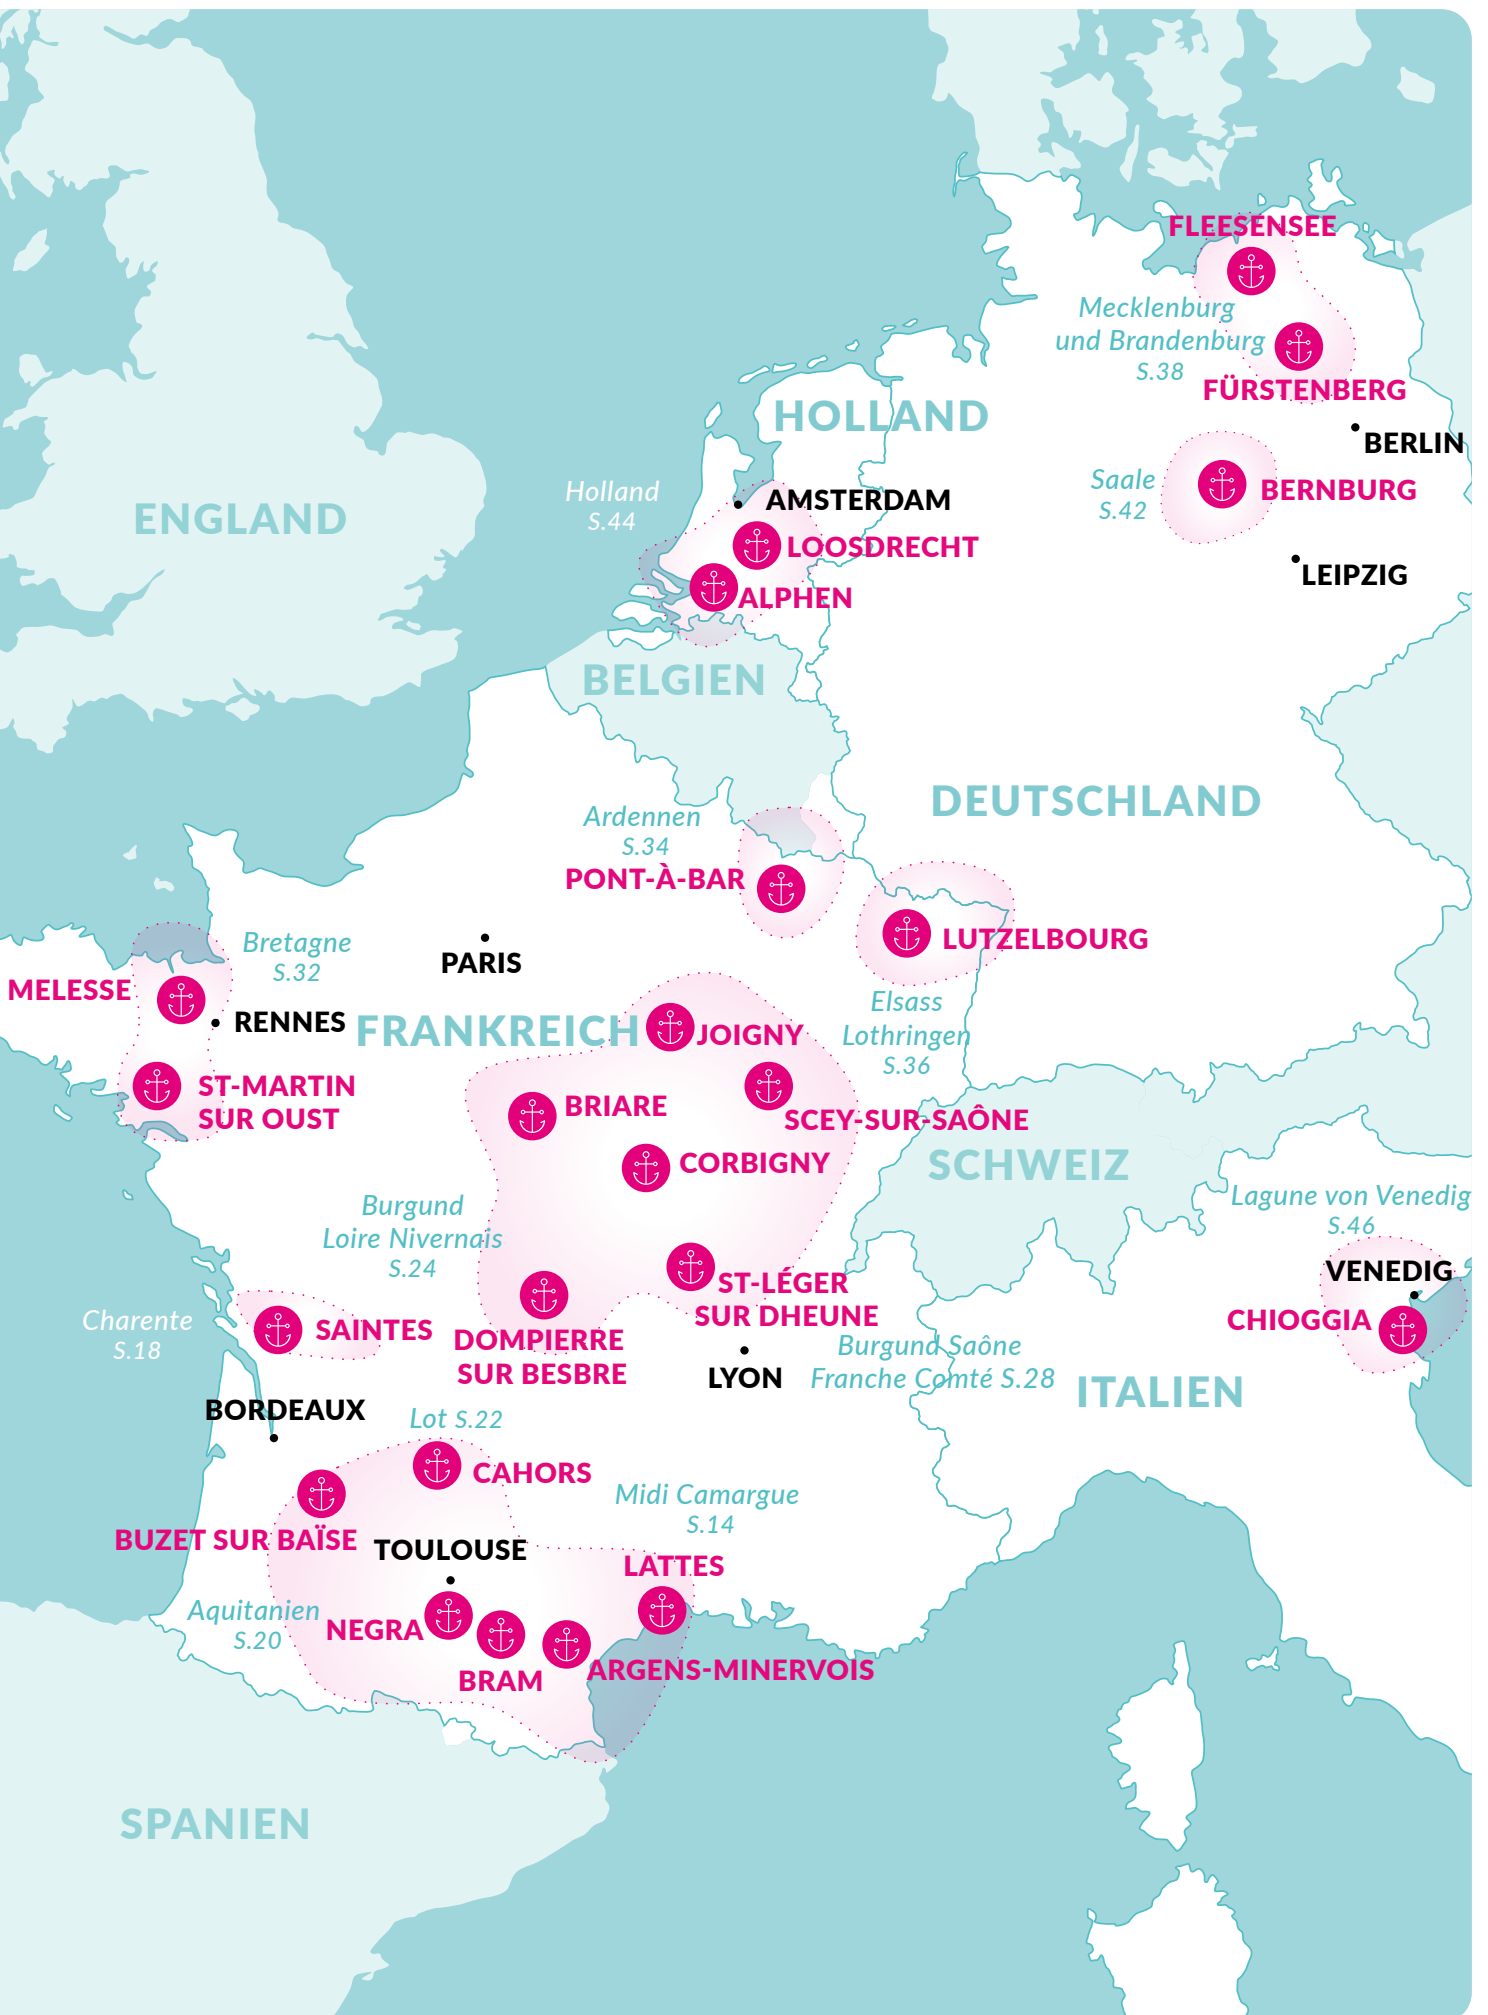 FLEESENSEE
Mecklenburg
und Brandenburg
S.38
FÜRSTENBERG
HOLLAND
BERLIN
Saale
S.42
BERNBURG
Holland
S.44
AMSTERDAM
ENGLAND
LOOSDRECHT
LEIPZIG
ALPHEN
BELGIEN
DEUTSCHLAND
Ardennen
S.34
PONT-À-BAR
LUTZELBOURG
Bretagne
S.32
PARIS
MELESSE
RENNES
FRANKREICH
JOIGNY
Elsass
Lothringen
S.36
ST-MARTIN
SUR OUST
BRIARE
SCEY-SUR-SAÔNE
CORBIGNY
SCHWEIZ
Burgund
Loire Nivernais
S.24
Lagune von Venedig
S.46
VENEDIG
CHIOGGIA
ST-LÉGER
SUR DHEUNE
Charente
S.18
SAINTES
DOMPIERRE
SUR BESBRE
LYON
Burgund Saône
Franche Comté S.28
ITALIEN
BORDEAUX
Lot S.22
CAHORS
Midi Camargue
S.14
BUZET SUR BAÏSE
TOULOUSE
LATTES
Aquitanien
S.20
NEGRA
BRAM
ARGENS-MINERVOIS
SPANIEN